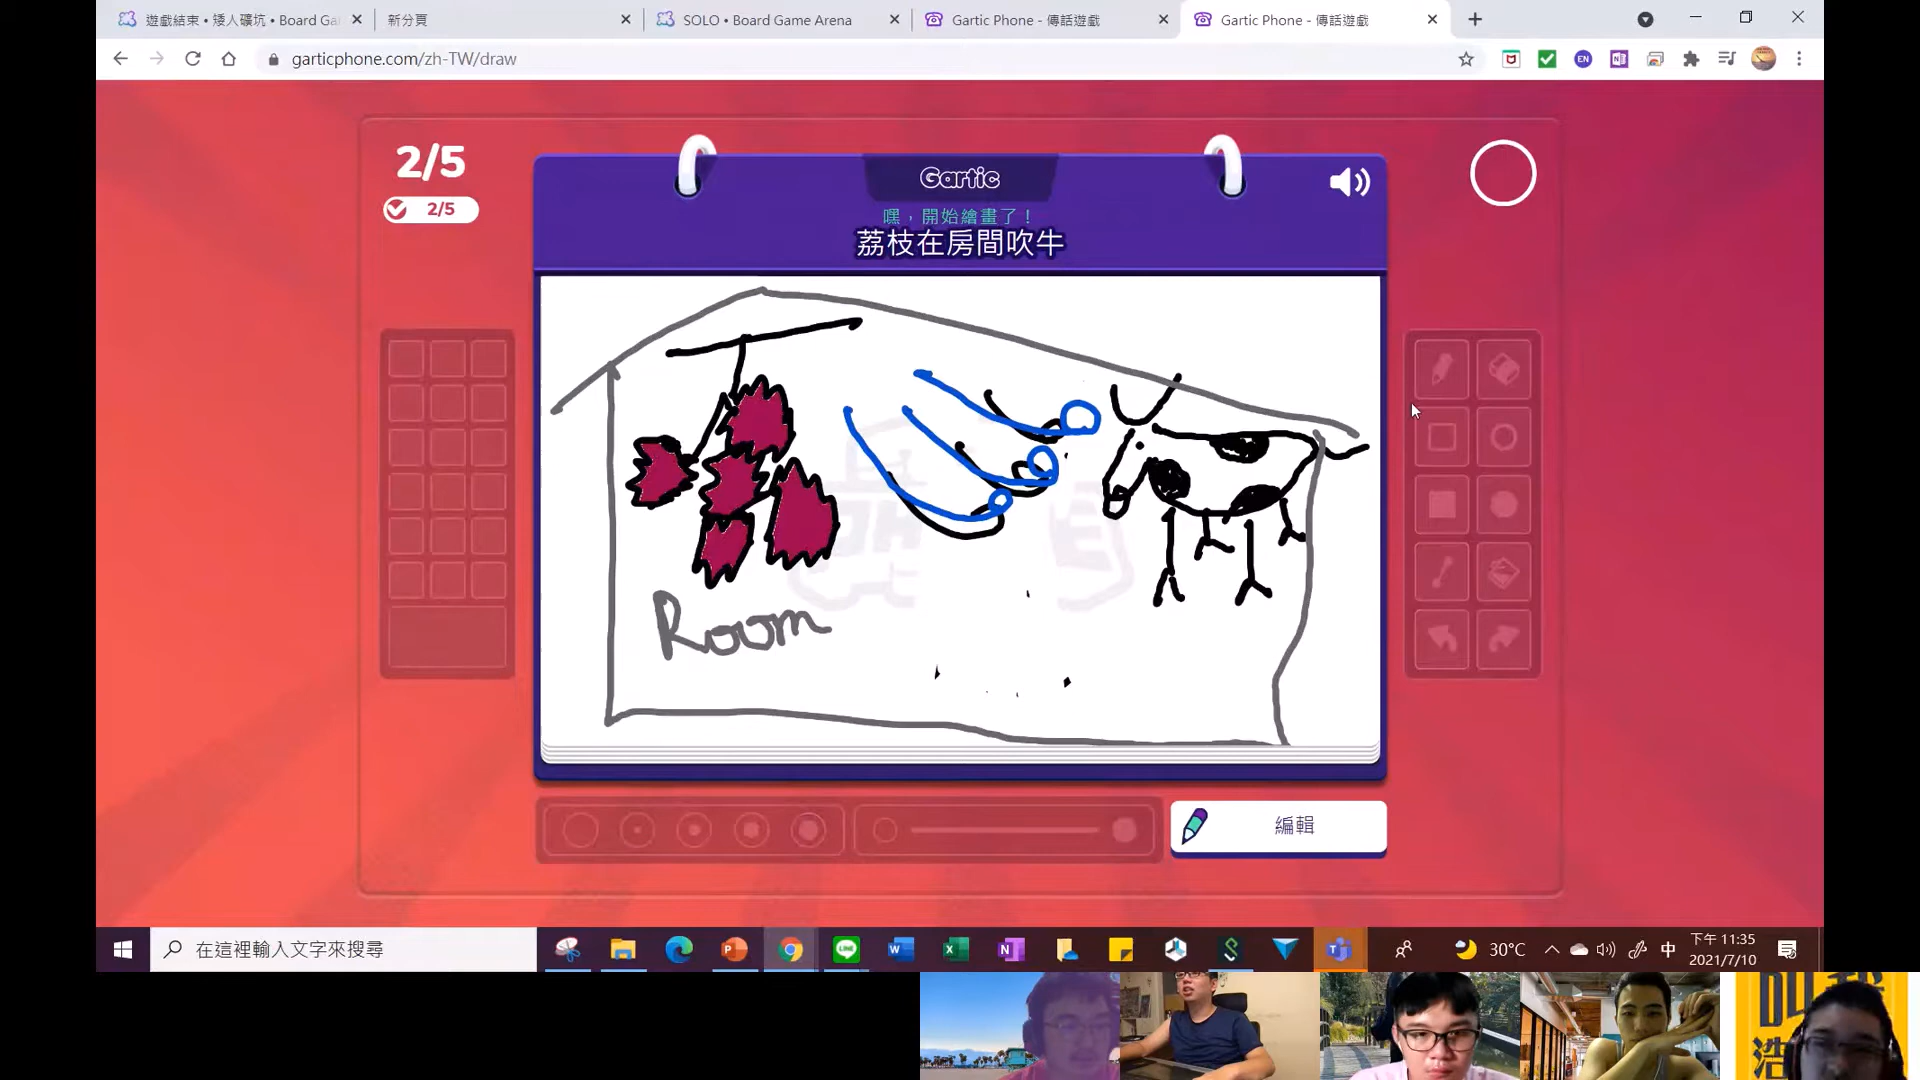 遊戲結束 • 矮人礦坑 • Board Ga
新分頁
SOLO • Board Game Arena
Gartic Phone - 傳話遊戲
Gartic Phone - 傳話遊戲
garticphone.com/zh-TW/draw
EN
2/5
2/5
Gartic
嘿，開始繪畫了！
荔枝在房間吹牛
Room
編輯
在這裡輸入文字來搜尋
LINE
30°C
中
下午 11:35
2021/7/10
浩